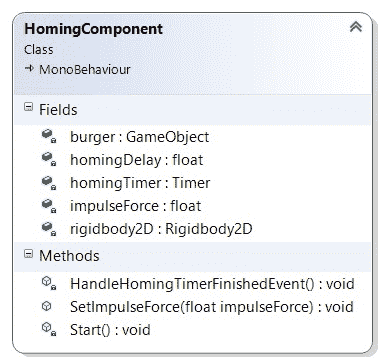 HomingComponent
Class
MonoBehaviour
Fields
burger : GameObject
homingDelay : float
homingTimer : Timer
impulseForce : float
rigidbody2D : Rigidbody2D
Methods
HandleHomingTimerFinishedEvent() : void
SetImpulseForce(float impulseForce) : void
Start() : void